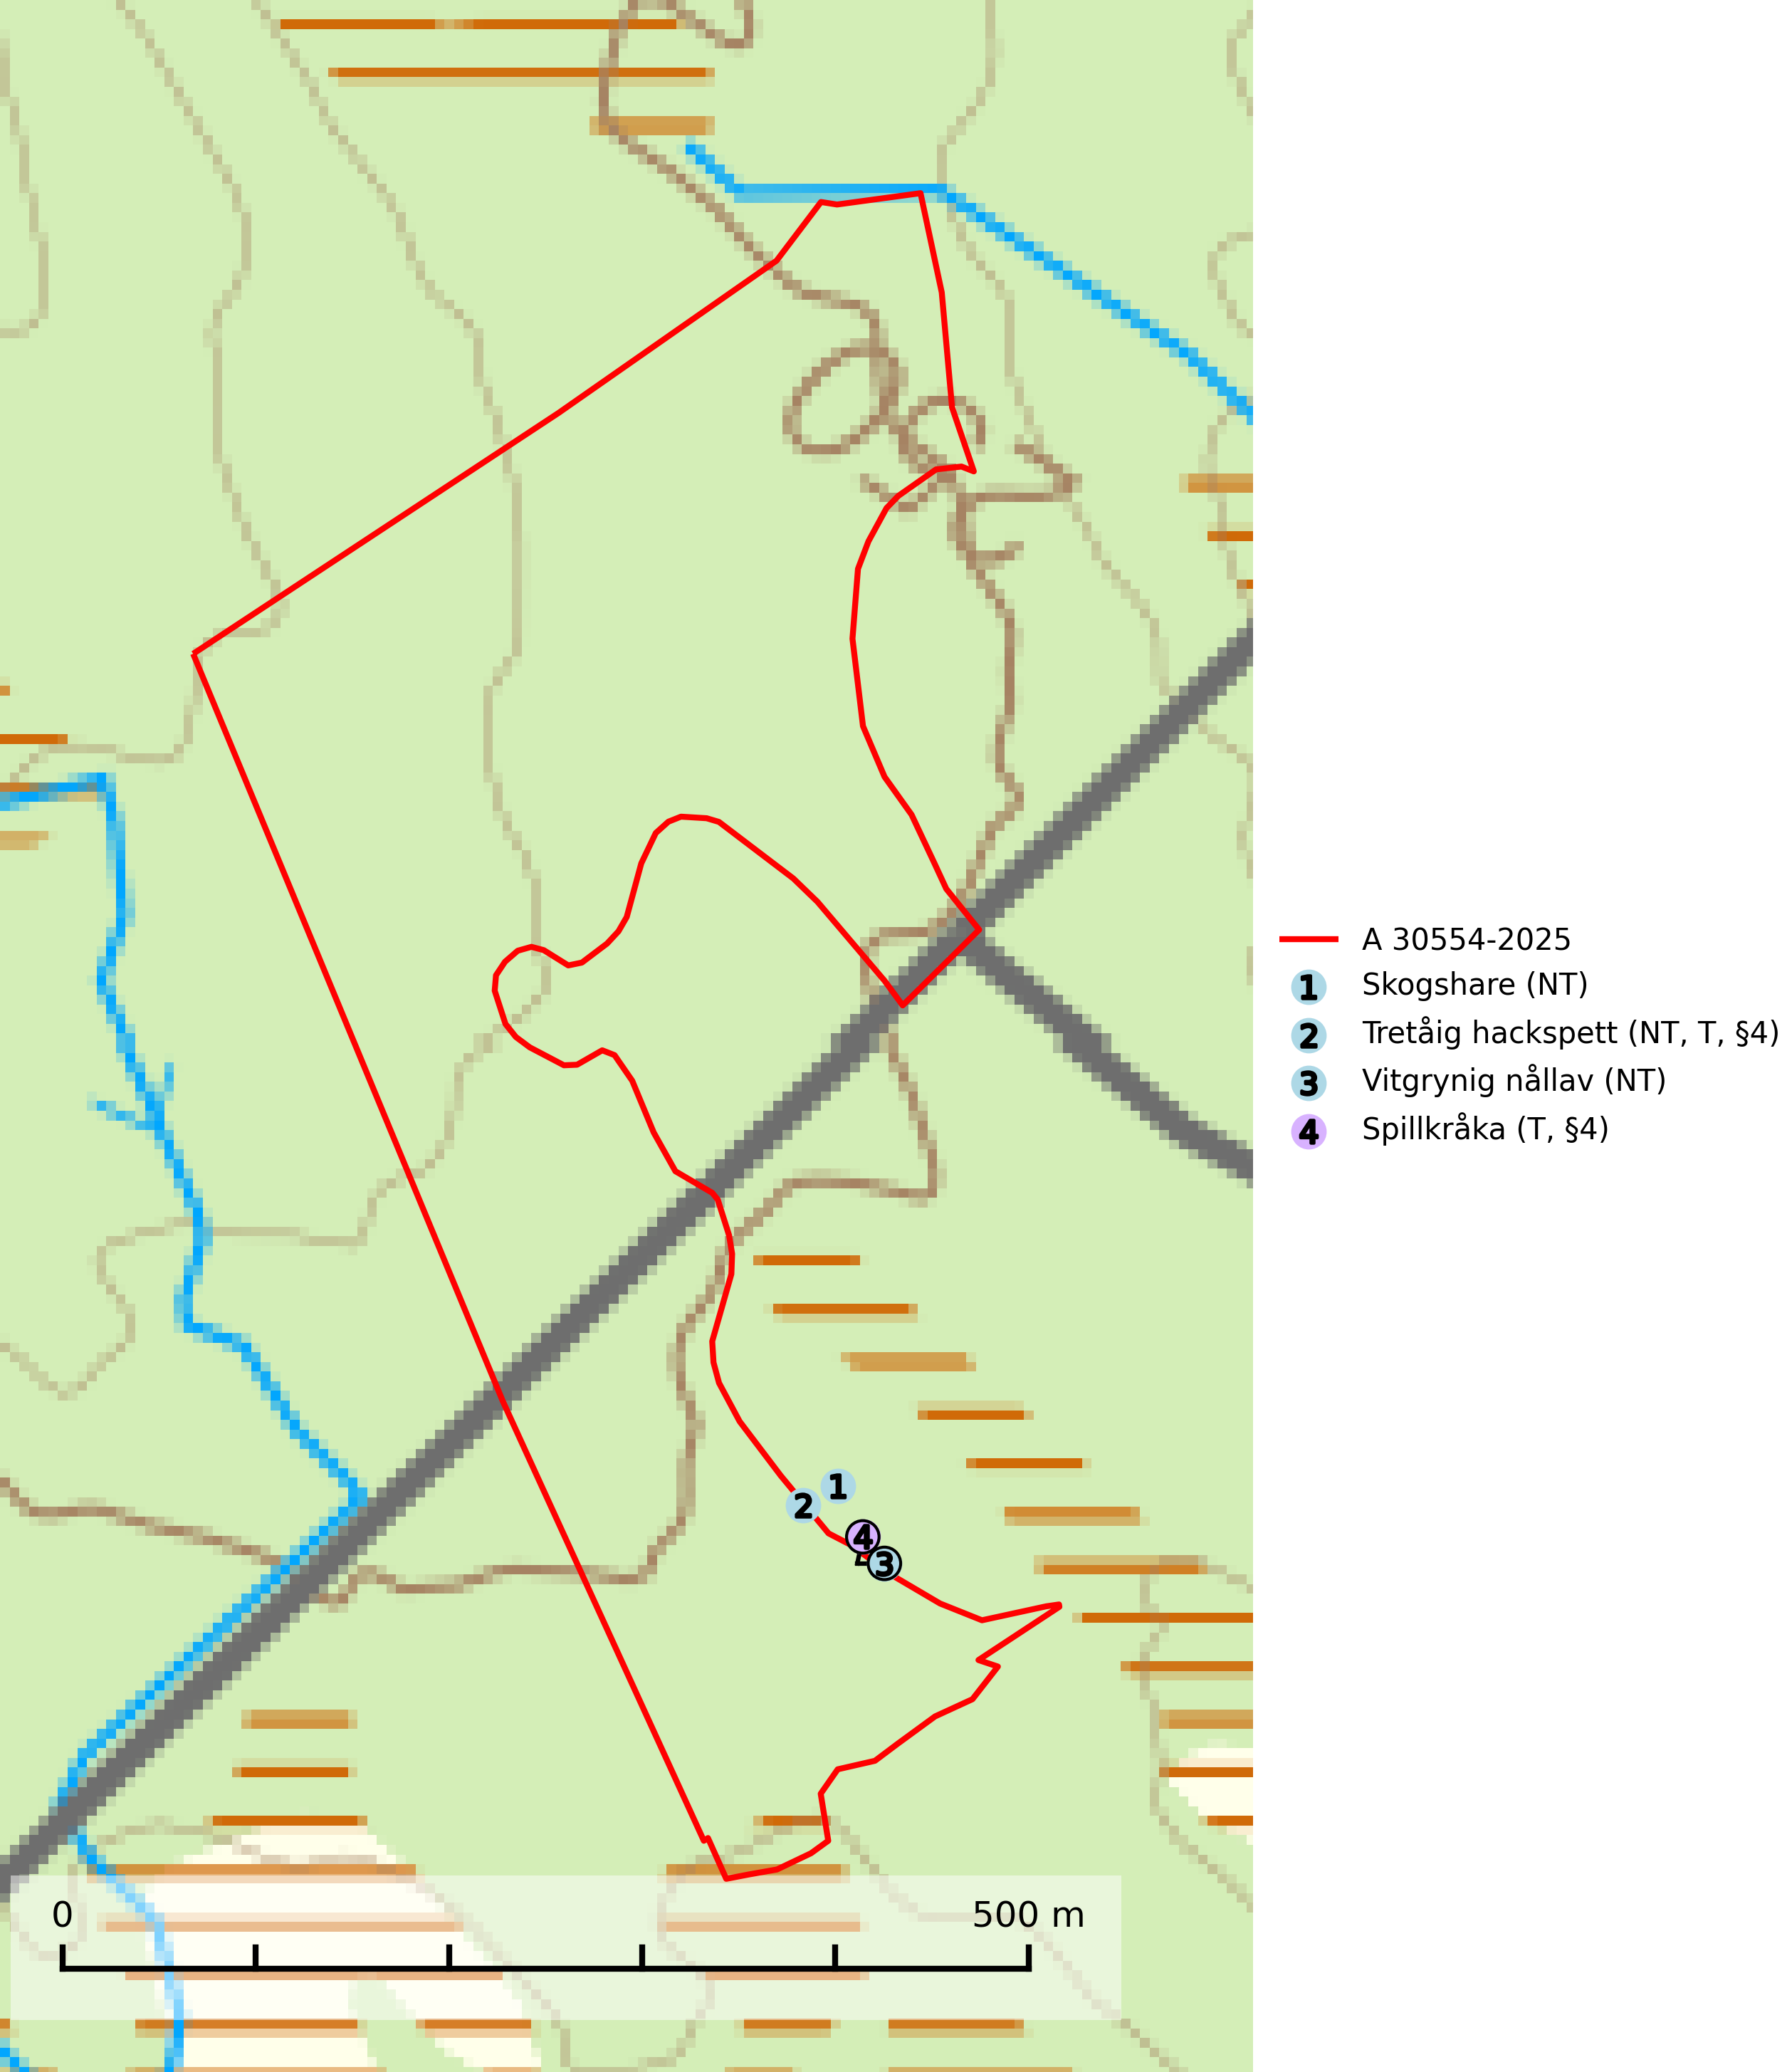 A 30554-2025
1 Skogshare (NT)
2 Tretåig hackspett (NT, T, §4)
3 Vitgrynig nållav (NT)
4 Spillkråka (T, §4)
1
2
4
3
0 500 m